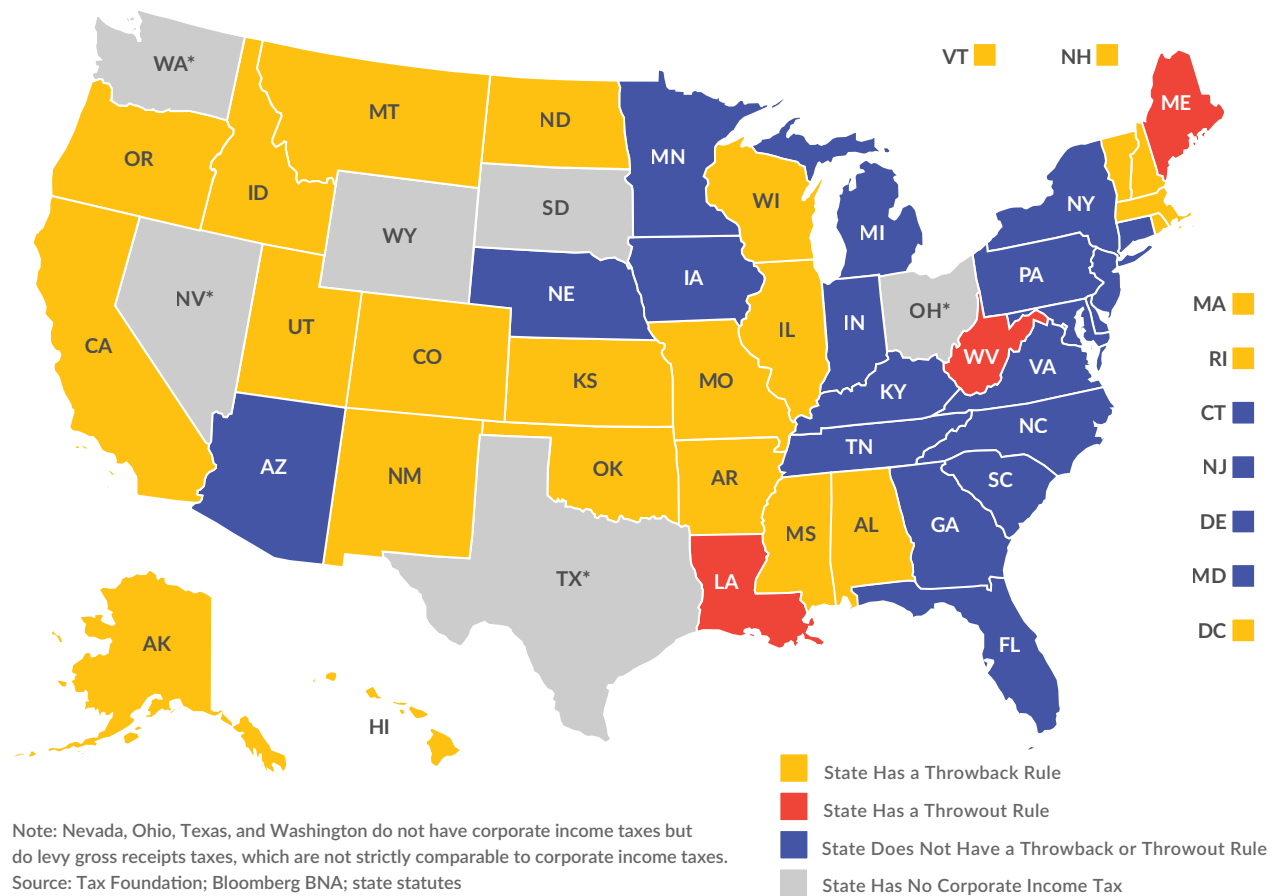 WA*
VT
NH
ME
MT
ND
MN
OR
ID
SD
WI
NY
WY
MI
IA
PA
NE
NV*
OH*
MA
UT
IL
IN
CA
CO
WV
RI
VA
KS
MO
KY
CT
NC
TN
AZ
NM
OK
AR
SC
NJ
MS
AL
GA
DE
TX*
LA
MD
AK
FL
DC
HI
State Has a Throwback Rule
State Has a Throwout Rule
State Does Not Have a Throwback or Throwout Rule
State Has No Corporate Income Tax
Note: Nevada, Ohio, Texas, and Washington do not have corporate income taxes but
do levy gross receipts taxes, which are not strictly comparable to corporate income taxes.
Source: Tax Foundation; Bloomberg BNA; state statutes